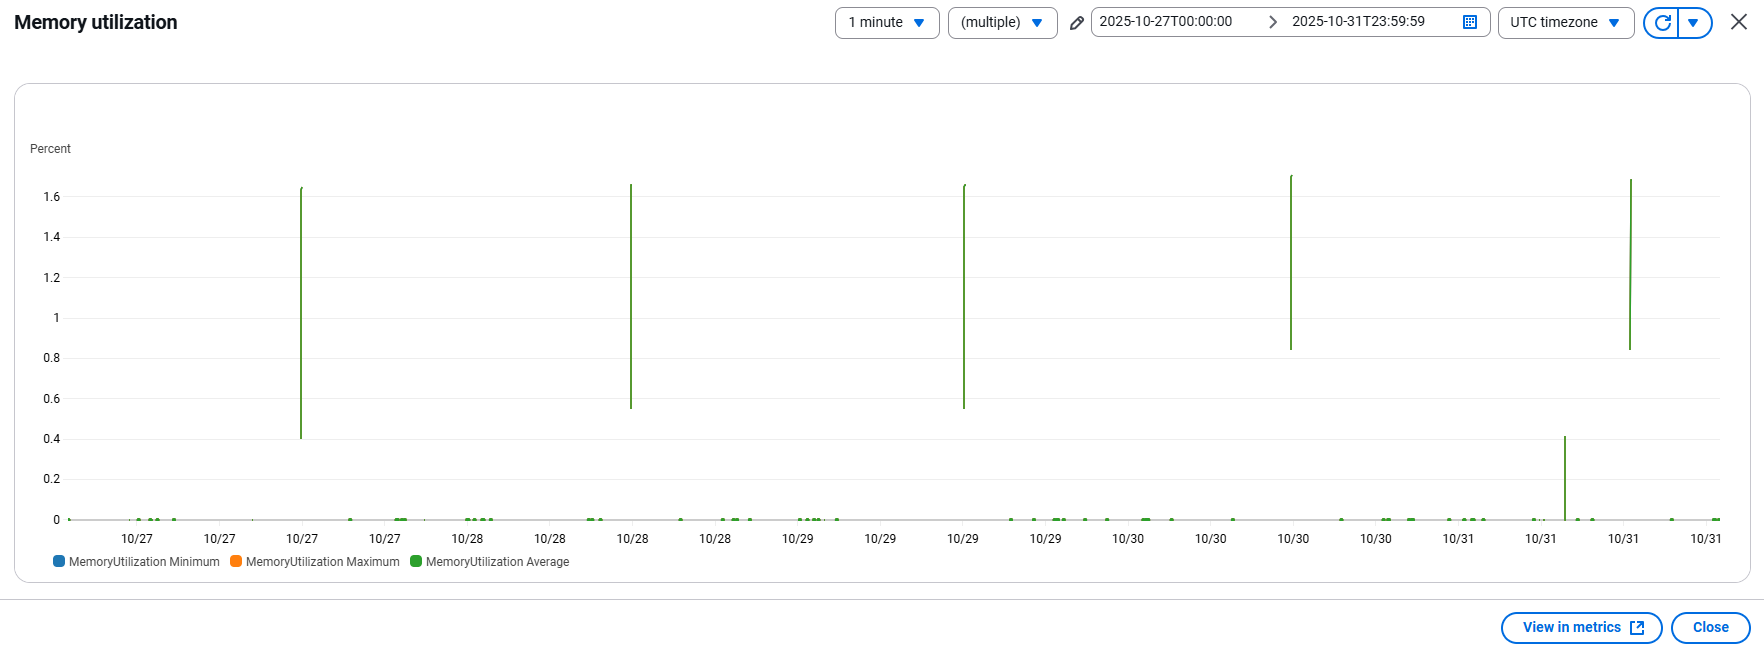 Memory utilization
1 minute
(multiple)
2025-10-27T00:00:00
2025-10-31T23:59:59
UTC timezone
Percent
1.6
1.4
1.2
1
0.8
0.6
0.4
0.2
0
10/27 10/27 10/27 10/27 10/28 10/28 10/28 10/28 10/29 10/29 10/29 10/29 10/30 10/30 10/30 10/30 10/31 10/31 10/31 10/31
MemoryUtilization Minimum MemoryUtilization Maximum MemoryUtilization Average
View in metrics
Close